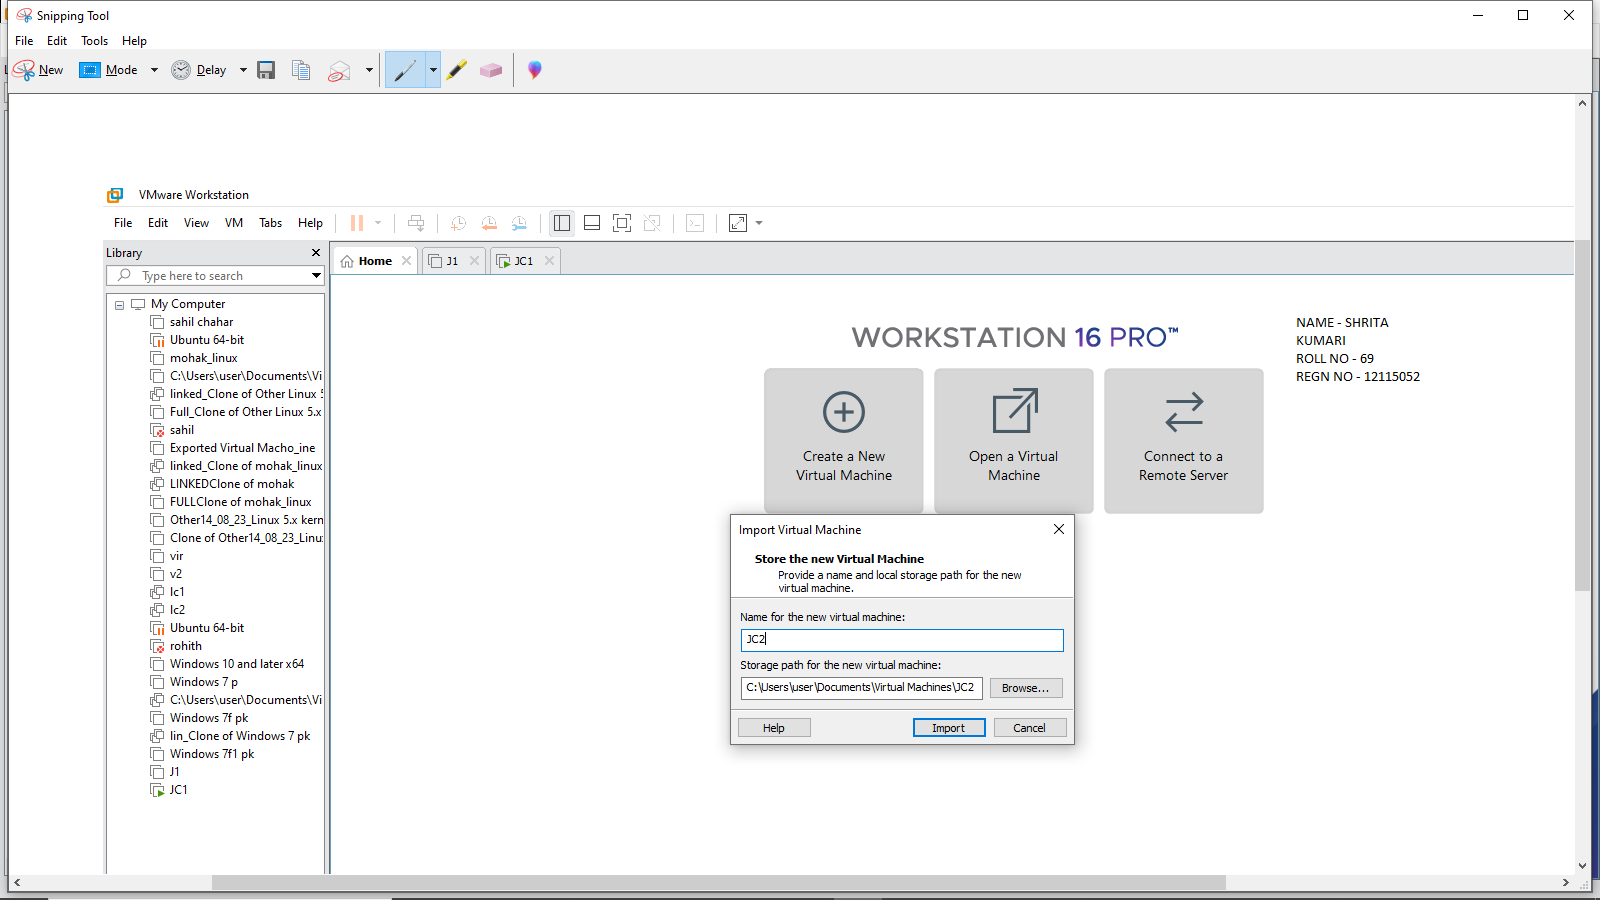 Snipping Tool
File Edit Tools Help
New Mode Delay
VMware Workstation
File Edit View VM Tabs Help
Library
Type here to search
Home J1 JC1
My Computer
sahil chahar
Ubuntu 64-bit
mohak_linux
C:\Users\user\Documents\Vi
linked_Clone of Other Linux 5
Full_Clone of Other Linux 5.x
sahil
Exported Virtual Macho_ine
linked_Clone of mohak_linux
LINKEDClone of mohak
FULLClone of mohak_linux
Other14_08_23_Linux 5.x kern
Clone of Other14_08_23_Linu
vir
v2
lc1
lc2
Ubuntu 64-bit
rohith
Windows 10 and later x64
Windows 7 p
C:\Users\user\Documents\Vi
Windows 7f pk
lin_Clone of Windows 7 pk
Windows 7f1 pk
J1
JC1
WORKSTATION 16 PRO™
Create a New
Virtual Machine
Open a Virtual
Machine
Connect to a
Remote Server
NAME - SHRITA
KUMARI
ROLL NO - 69
REGN NO - 12115052
Import Virtual Machine
Store the new Virtual Machine
Provide a name and local storage path for the new
virtual machine.
Name for the new virtual machine:
JC2
Storage path for the new virtual machine:
C:\Users\user\Documents\Virtual Machines\JC2
Browse...
Help Import Cancel